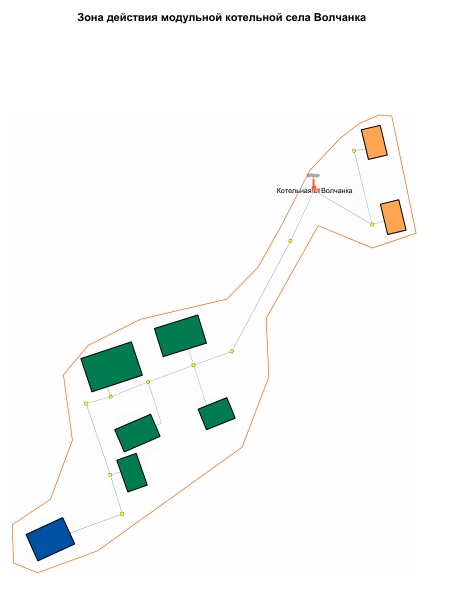 Зона действия модульной котельной села Волчанка
Котельная с. Волчанка